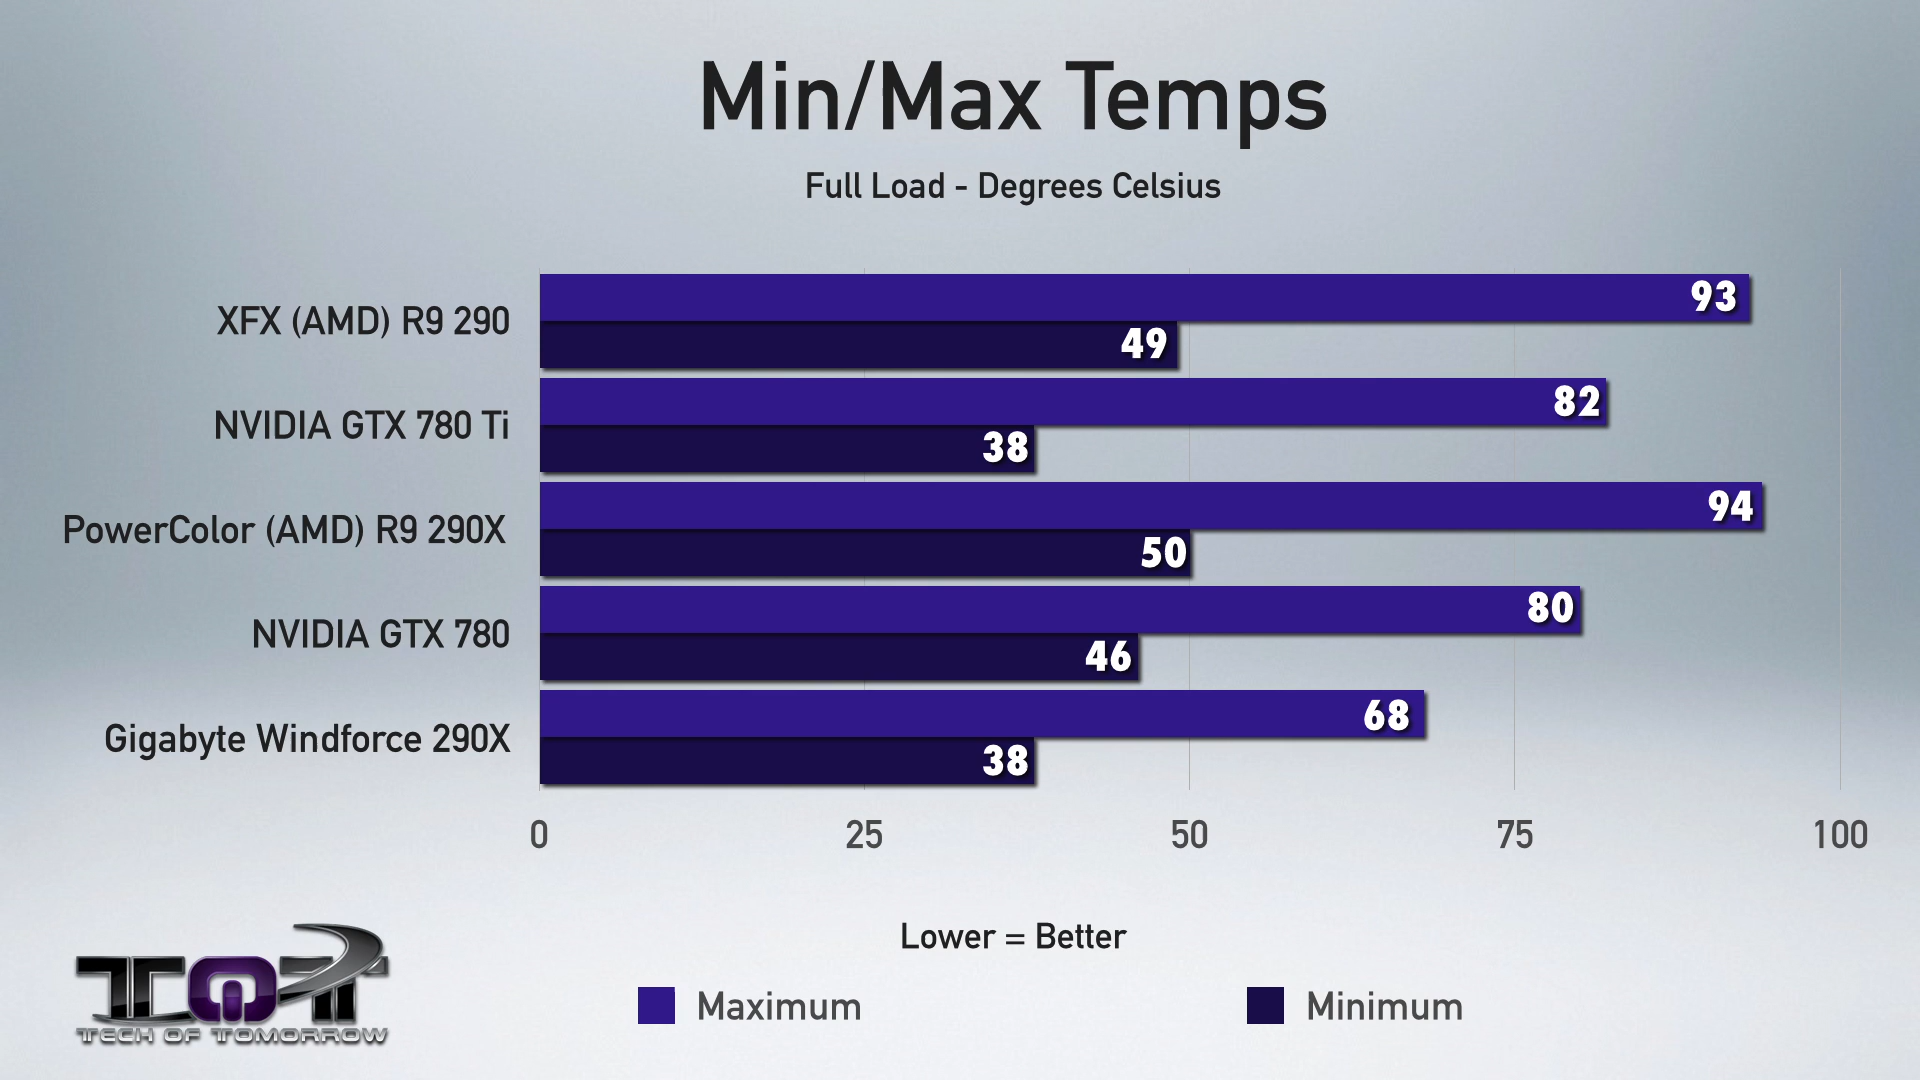 Min/Max Temps
Full Load - Degrees Celsius
XFX (AMD) R9 290
93
49
NVIDIA GTX 780 Ti
82
38
PowerColor (AMD) R9 290X
94
50
NVIDIA GTX 780
80
46
Gigabyte Windforce 290X
68
38
0 25 50 75 100
Lower = Better
Maximum Minimum
TOT
TECH OF TOMORROW